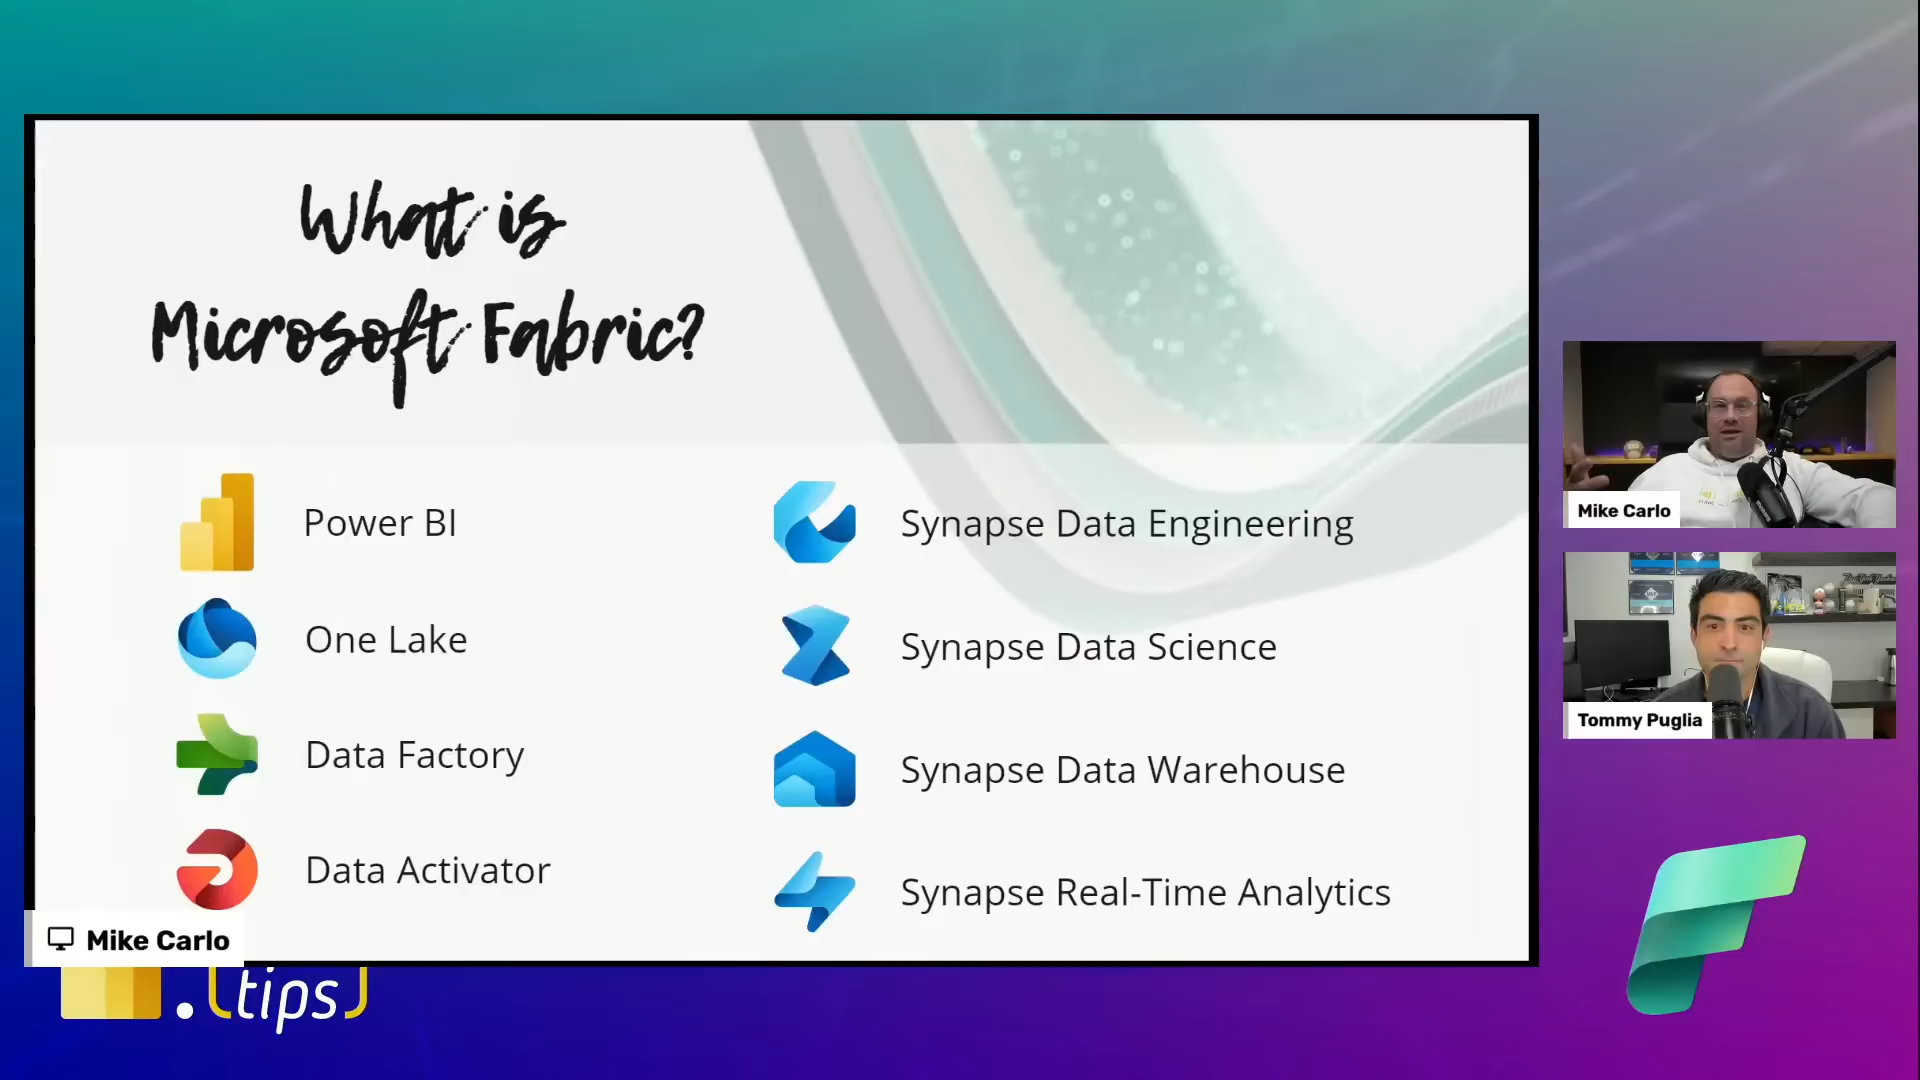 What is
Microsoft Fabric?
Power BI
One Lake
Data Factory
Data Activator
Synapse Data Engineering
Synapse Data Science
Synapse Data Warehouse
Synapse Real-Time Analytics
Mike Carlo
Tommy Puglia
Mike Carlo
.[tips]